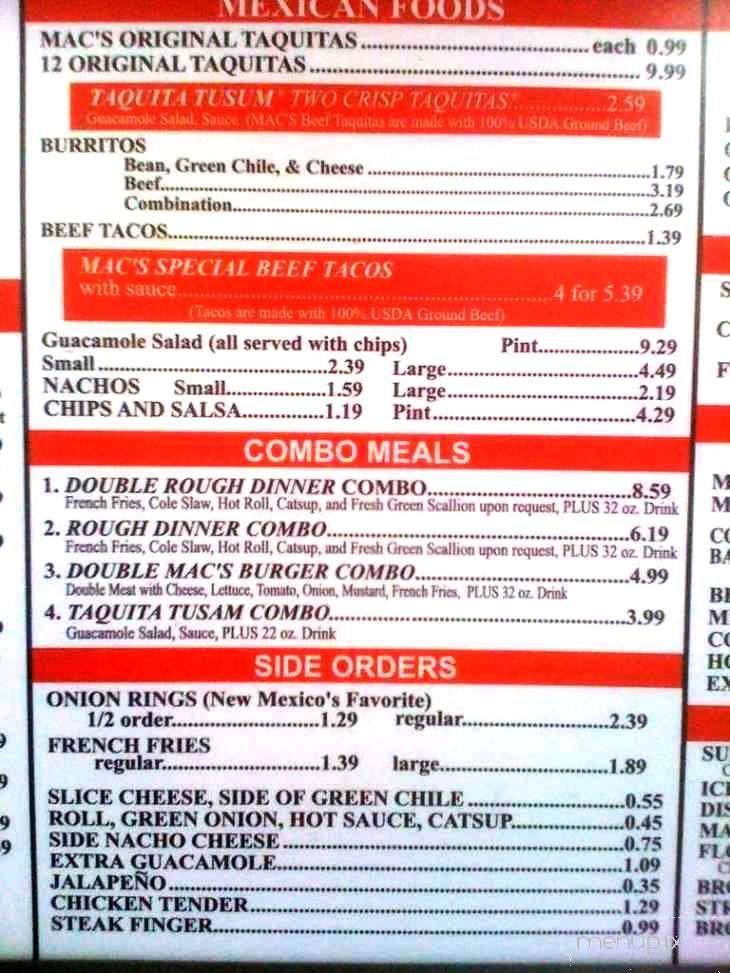 MEXICAN FOODS
MAC'S ORIGINAL TAQUITAS ........ each 0.99
12 ORIGINAL TAQUITAS ........ 9.99
TAQUITA TUSUM* TWO CRISP TAQUITAS* ........ 2.59
Guacamole Salad, Sauce, (MAC'S Beef Taquitas are made with 100% USDA Ground Beef)
BURRITOS
Bean, Green Chile, & Cheese ........ 1.79
Beef ........ 3.19
Combination ........ 2.69
BEEF TACOS ........ 1.39
MAC'S SPECIAL BEEF TACOS
with sauce ........ 4 for 5.39
(Tacos are made with 100% USDA Ground Beef)
Guacamole Salad (all served with chips) Pint ........ 9.29
Small ........ 2.39 Large ........ 4.49
NACHOS Small ........ 1.59 Large ........ 2.19
CHIPS AND SALSA ........ 1.19 Pint ........ 4.29
COMBO MEALS
1. DOUBLE ROUGH DINNER COMBO ........ 8.59
French Fries, Cole Slaw, Hot Roll, Catsup, and Fresh Green Scallion upon request, PLUS 32 oz. Drink
2. ROUGH DINNER COMBO ........ 6.19
French Fries, Cole Slaw, Hot Roll, Catsup, and Fresh Green Scallion upon request, PLUS 32 oz. Drink
3. DOUBLE MAC'S BURGER COMBO ........ 4.99
Double Meat with Cheese, Lettuce, Tomato, Onion, Mustard, French Fries, PLUS 32 oz. Drink
4. TAQUITA TUSAM COMBO ........ 3.99
Guacamole Salad, Sauce, PLUS 22 oz. Drink
SIDE ORDERS
ONION RINGS (New Mexico's Favorite)
1/2 order ........ 1.29 regular ........ 2.39
FRENCH FRIES
regular ........ 1.39 large ........ 1.89
SLICE CHEESE, SIDE OF GREEN CHILE ........ 0.55
ROLL, GREEN ONION, HOT SAUCE, CATSUP ........ 0.45
SIDE NACHO CHEESE ........ 0.75
EXTRA GUACAMOLE ........ 1.09
JALAPEÑO ........ 0.35
CHICKEN TENDER ........ 1.29
STEAK FINGER ........ 0.99
menupix